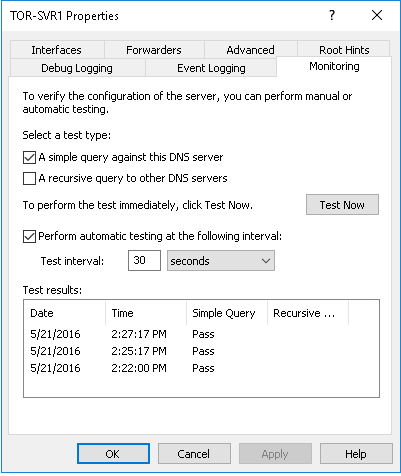 TOR-SVR1 Properties
Interfaces Forwarders Advanced Root Hints
Debug Logging Event Logging Monitoring
To verify the configuration of the server, you can perform manual or
automatic testing.
Select a test type:
A simple query against this DNS server
A recursive query to other DNS servers
To perform the test immediately, click Test Now. Test Now
Perform automatic testing at the following interval:
Test interval: 30 seconds
Test results:
Date Time Simple Query Recursive ...
5/21/2016 2:27:17 PM Pass
5/21/2016 2:25:17 PM Pass
5/21/2016 2:22:00 PM Pass
OK Cancel Apply Help